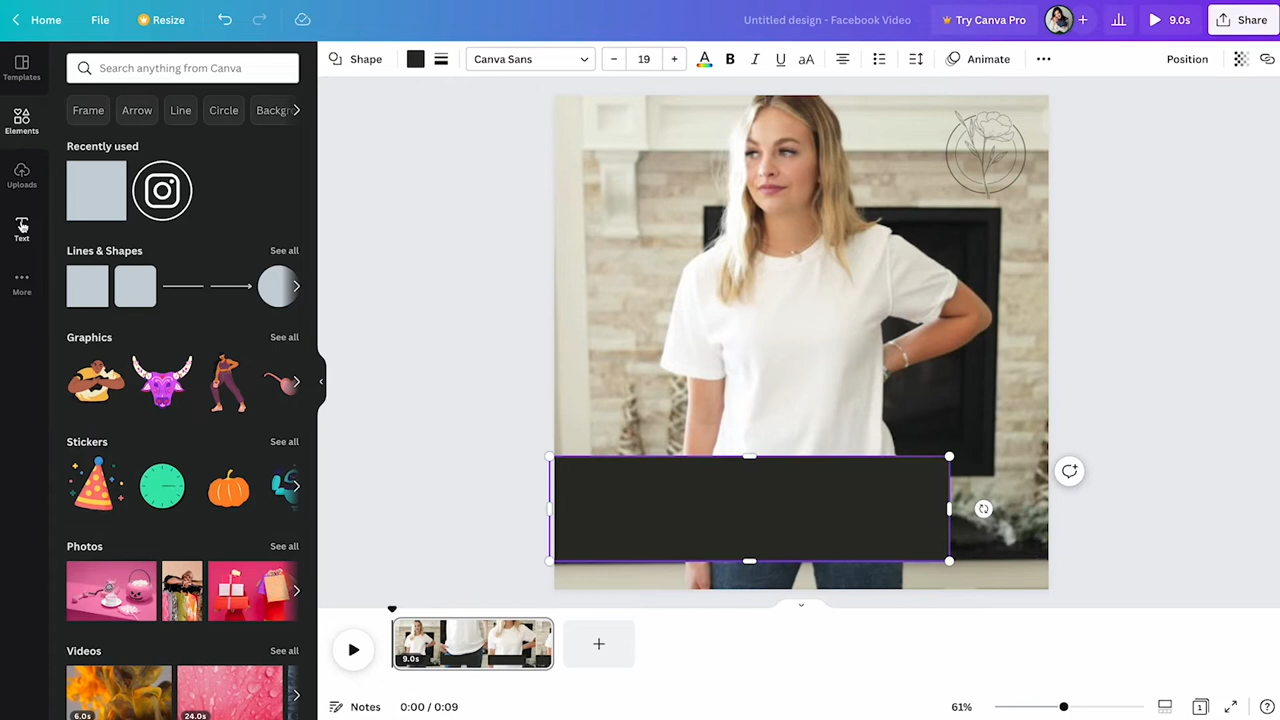 Home File Resize Untitled design - Facebook Video Try Canva Pro 9.0s Share
Templates
Elements
Uploads
Text
More
Search anything from Canva
Frame Arrow Line Circle Backgr
Recently used
Lines & Shapes See all
Graphics See all
Stickers See all
Photos See all
Videos See all
6.0s 24.0s
Shape Canva Sans 19 A B I U aA Animate Position
9.0s
Notes 0:00 / 0:09 61% 1